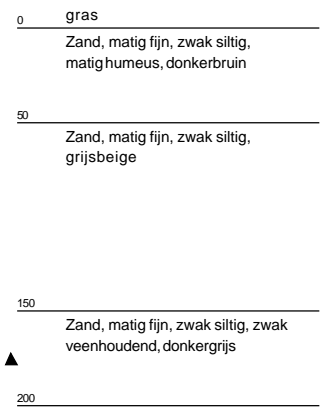 0 gras
Zand, matig fijn, zwak siltig,
matig humeus, donkerbruin
50
Zand, matig fijn, zwak siltig,
grijsbeige
150
Zand, matig fijn, zwak siltig, zwak
veenhoudend, donkergrijs
200